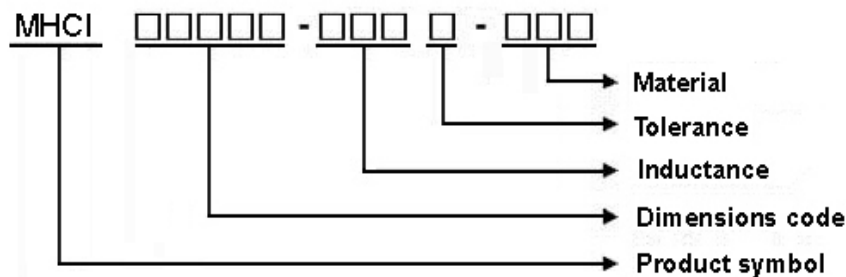 MHCI □□□□□ - □□□ □ - □□□
Material
Tolerance
Inductance
Dimensions code
Product symbol